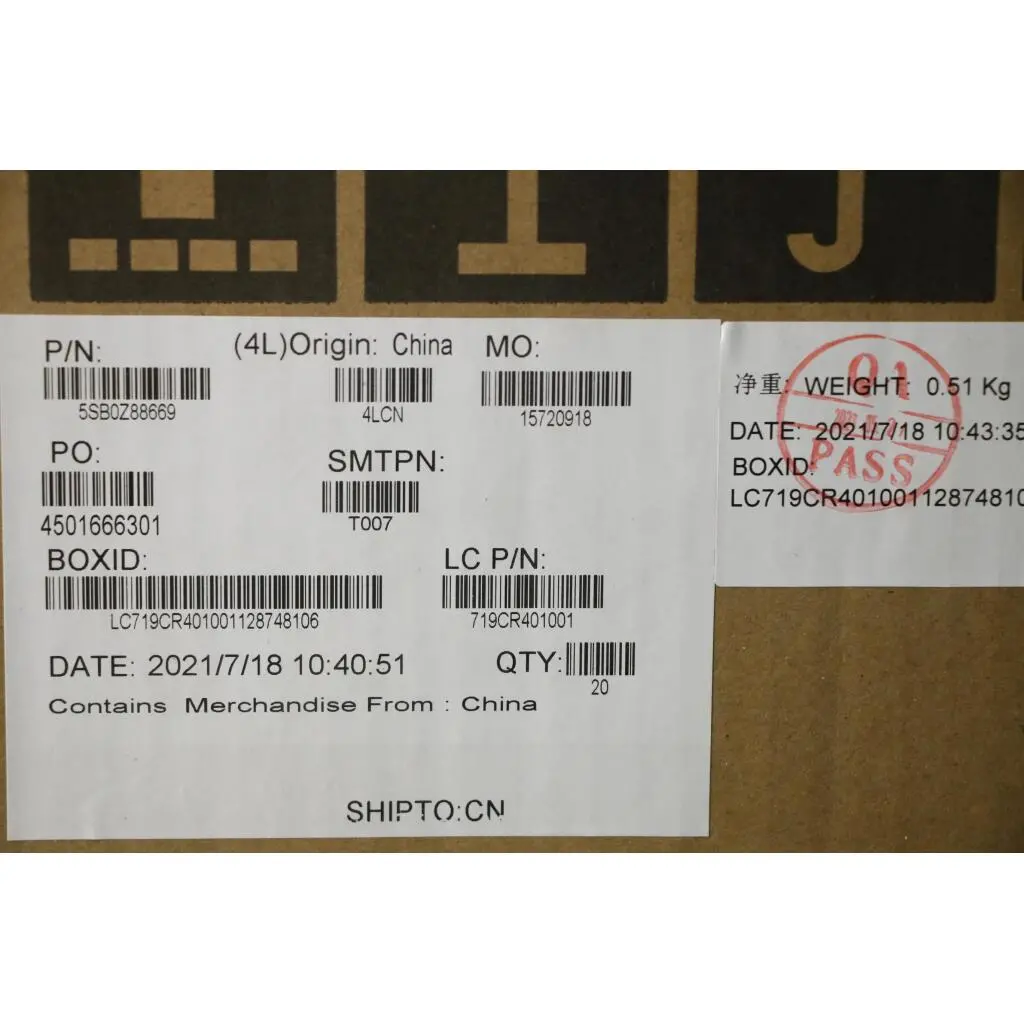 P/N:
5SB0Z88669
(4L)Origin: China
4LCN
MO:
15720918
PO:
4501666301
SMTPN:
T007
BOXID:
LC719CR401001128748106
LC P/N:
719CR401001
DATE: 2021/7/18 10:40:51
QTY:
20
Contains Merchandise From : China
SHIPTO:CN
净重: WEIGHT: 0.51 Kg
DATE: 2021/7/18 10:43:35
BOXID:
LC719CR40100112874810
01
PASS